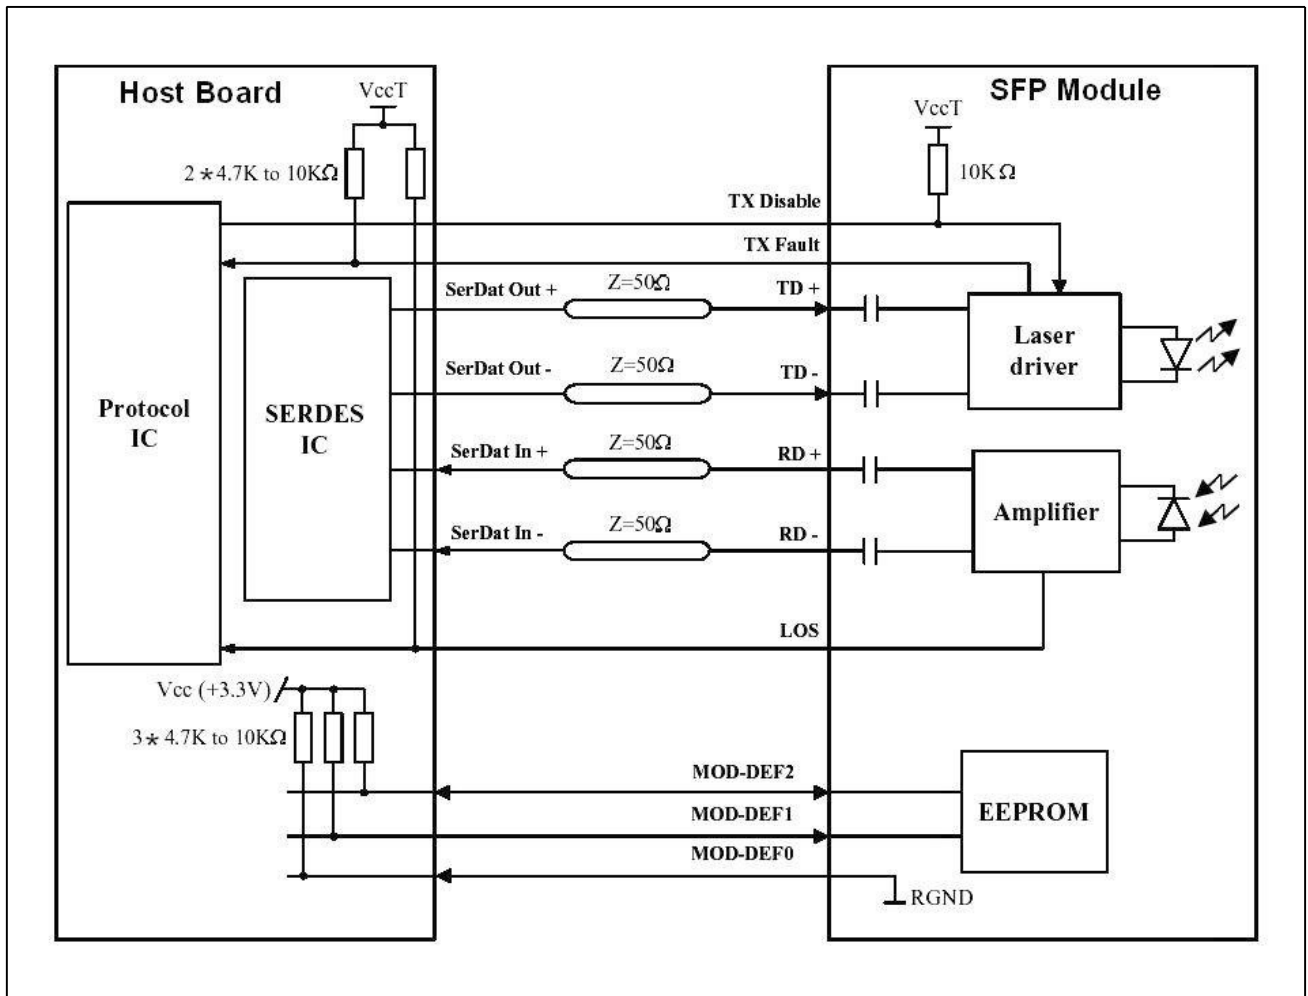 Host Board
SFP Module
VccT
VccT
2*4.7K to 10KΩ
10KΩ
TX Disable
TX Fault
SerDat Out +
Z=50Ω
TD +
Laser
driver
SerDat Out -
Z=50Ω
TD -
Protocol
IC
SERDES
IC
SerDat In +
Z=50Ω
RD +
Amplifier
SerDat In -
Z=50Ω
RD -
LOS
Vcc (+3.3V)
3* 4.7K to 10KΩ
MOD-DEF2
MOD-DEF1
EEPROM
MOD-DEF0
RGND